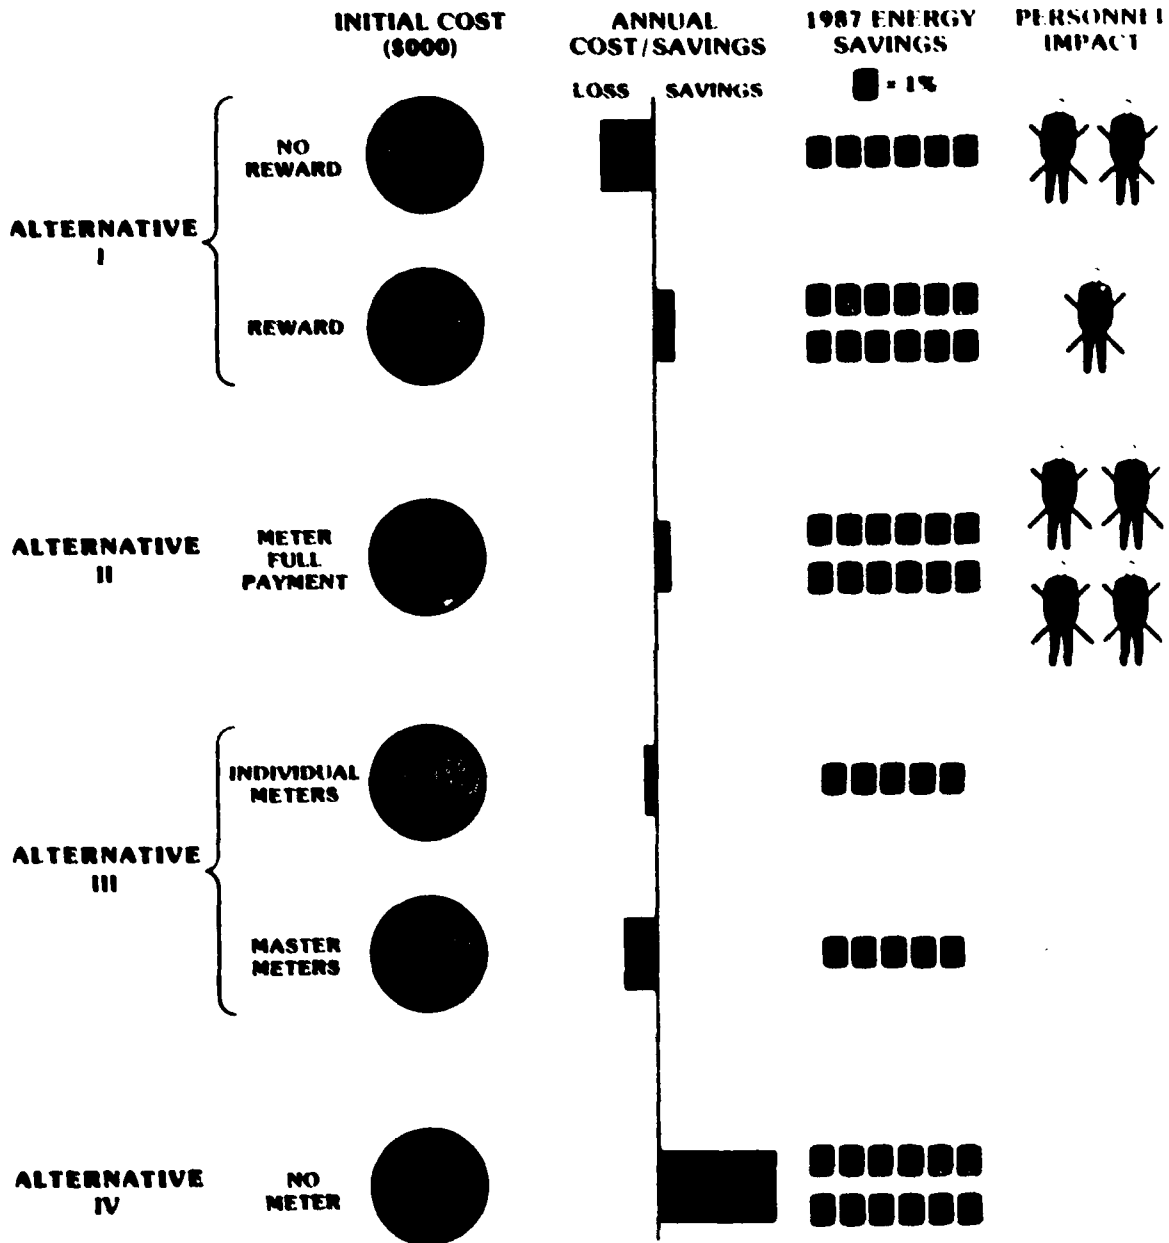 INITIAL COST
($000)
ANNUAL
COST/SAVINGS
1987 ENERGY
SAVINGS
PERSONNEL
IMPACT
LOSS
SAVINGS
= 1%
ALTERNATIVE
I
NO
REWARD
REWARD
ALTERNATIVE
II
METER
FULL
PAYMENT
ALTERNATIVE
III
INDIVIDUAL
METERS
MASTER
METERS
ALTERNATIVE
IV
NO
METER